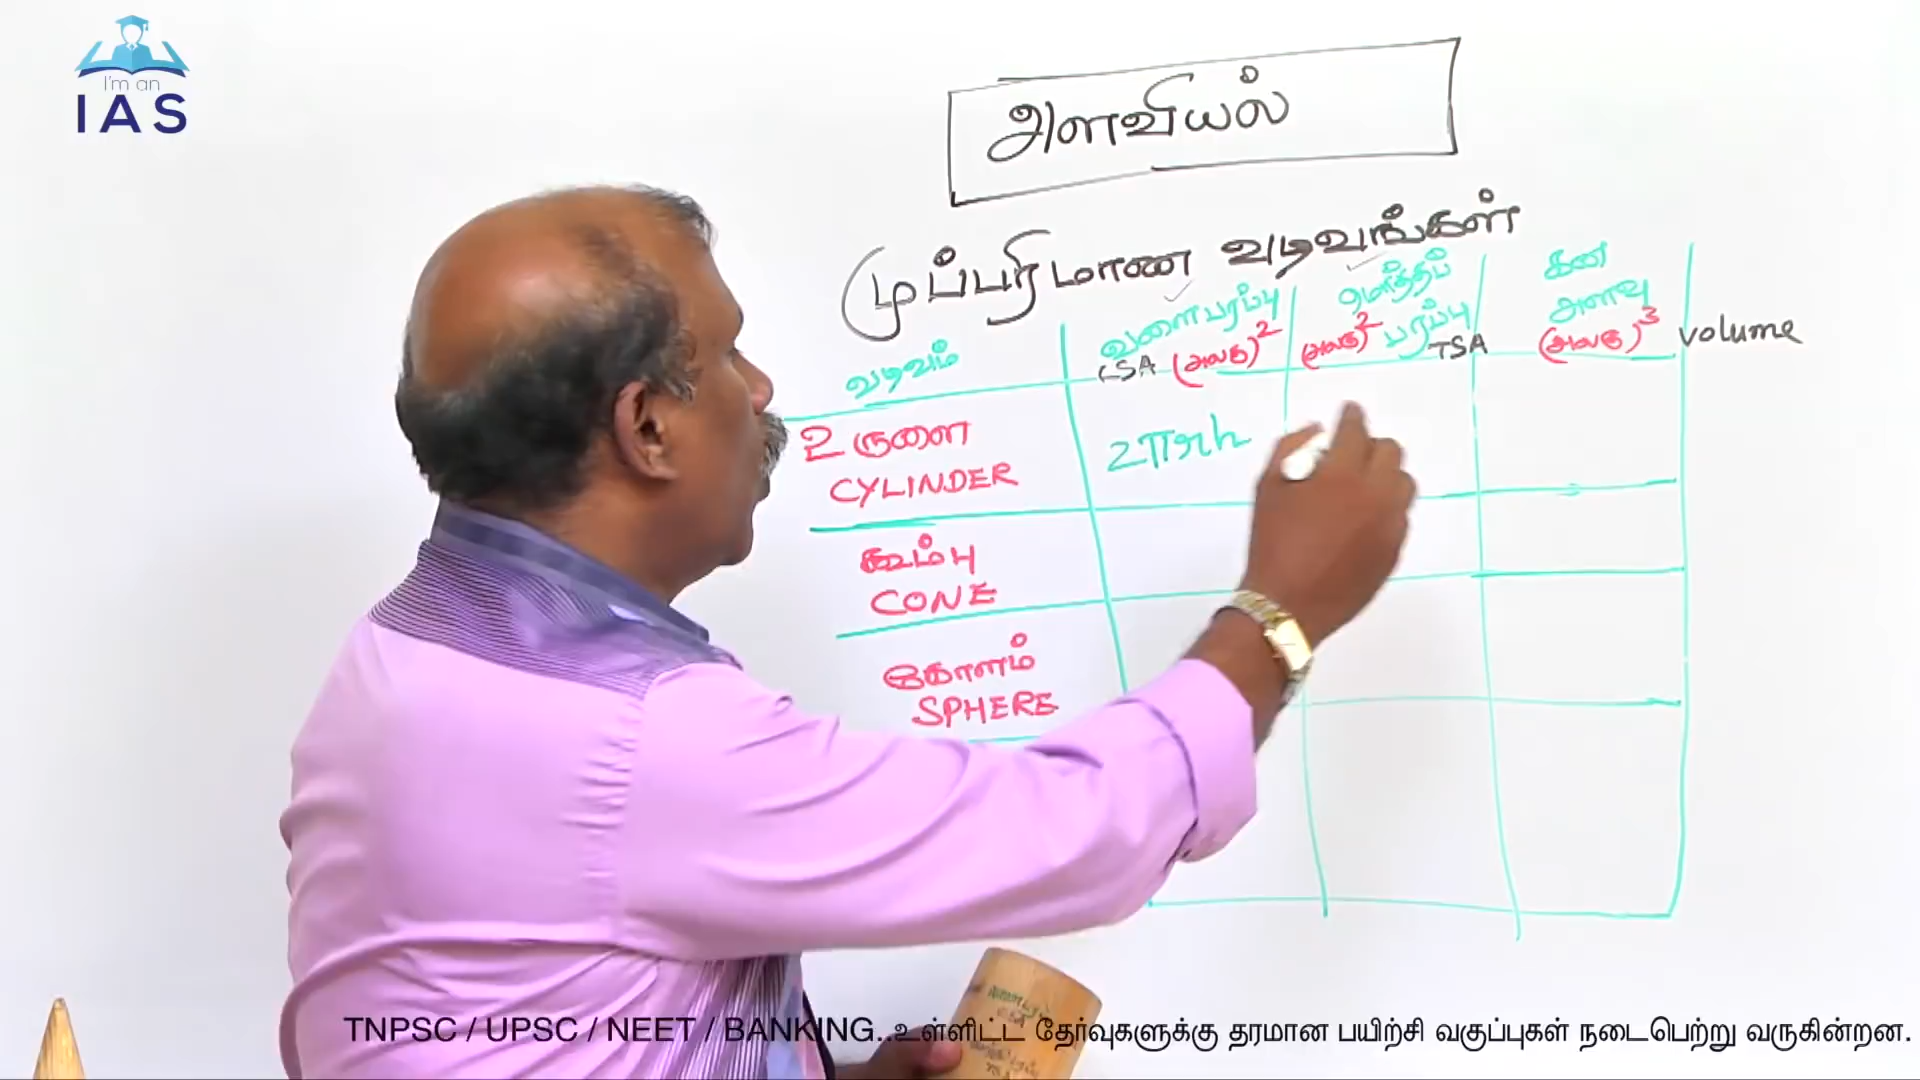 I'm an
IAS
அளவியல்
முப்பரிமாண வடிவங்கள்
வடிவம்
வளைபரப்பு
CSA (அலகு)²
மொத்தப்
பரப்பு
(அலகு)² TSA
கன
அளவு
(அலகு)³
volume
உருளை
CYLINDER
2πrh
கூம்பு
CONE
கோளம்
SPHERE
TNPSC / UPSC / NEET / BANKING..உள்ளிட்ட தேர்வுகளுக்கு தரமான பயிற்சி வகுப்புகள் நடைபெற்று வருகின்றன.